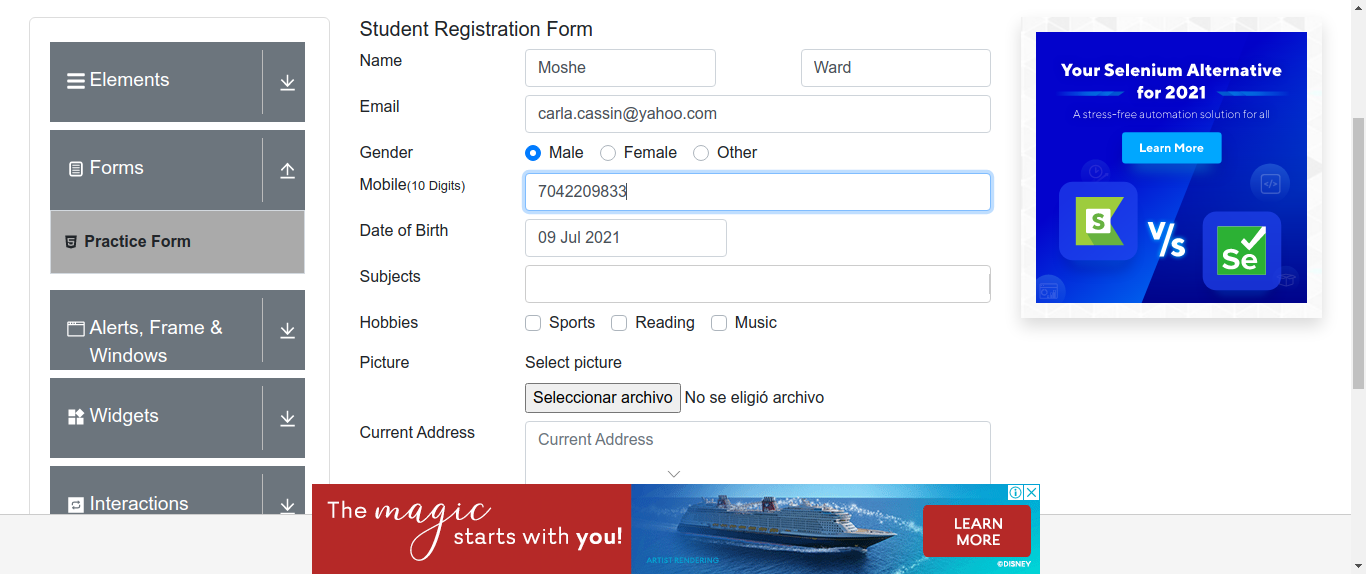 Elements
Forms
Practice Form
Alerts, Frame &
Windows
Widgets
Interactions
Student Registration Form
Name
Moshe
Ward
Email
carla.cassin@yahoo.com
Gender
Male
Female
Other
Mobile(10 Digits)
7042209833
Date of Birth
09 Jul 2021
Subjects
Hobbies
Sports
Reading
Music
Picture
Select picture
Seleccionar archivo No se eligió archivo
Current Address
Current Address
Your Selenium Alternative
for 2021
A stress-free automation solution for all
Learn More
S
V/S
Se
The magic
starts with you!
ARTIST RENDERING
LEARN
MORE
©DISNEY